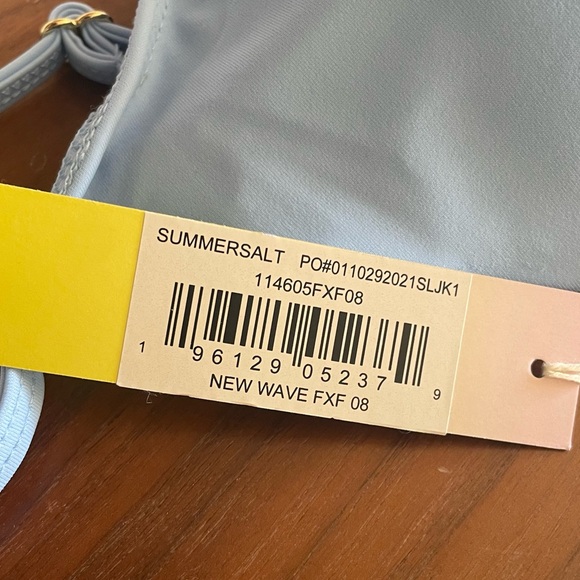 SUMMERSALT PO#0110292021SLJK1
114605FXF08
1 96129 05237 9
NEW WAVE FXF 08